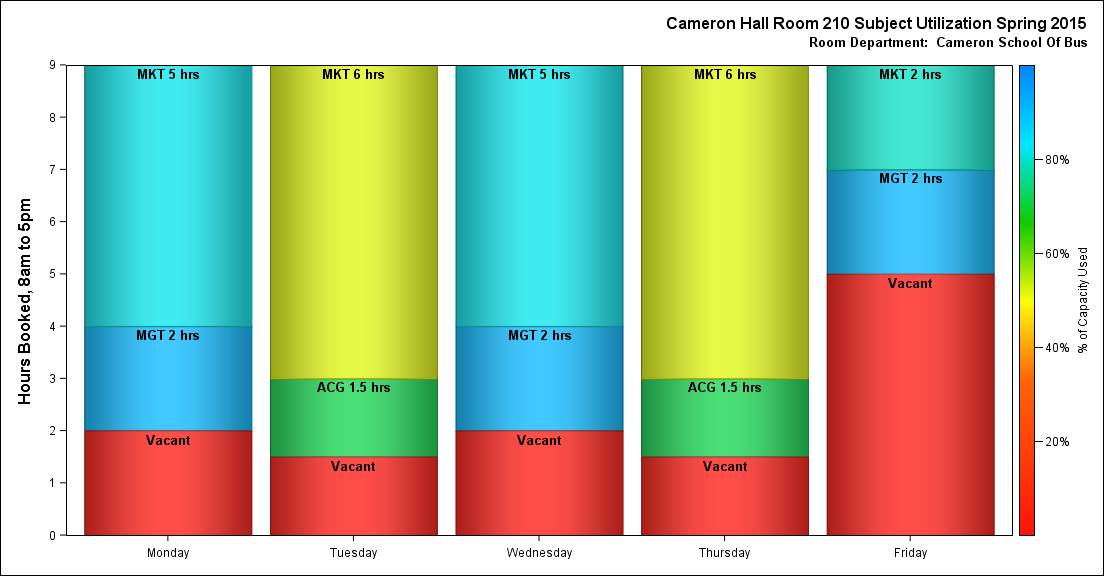 Cameron Hall Room 210 Subject Utilization Spring 2015
Room Department:  Cameron School Of Bus
Hours Booked, 8am to 5pm
9
8
7
6
5
4
3
2
1
0
MKT 5 hrs
MGT 2 hrs
Vacant
MKT 6 hrs
ACG 1.5 hrs
Vacant
MKT 5 hrs
MGT 2 hrs
Vacant
MKT 6 hrs
ACG 1.5 hrs
Vacant
MKT 2 hrs
MGT 2 hrs
Vacant
Monday
Tuesday
Wednesday
Thursday
Friday
80%
60%
40%
20%
% of Capacity Used